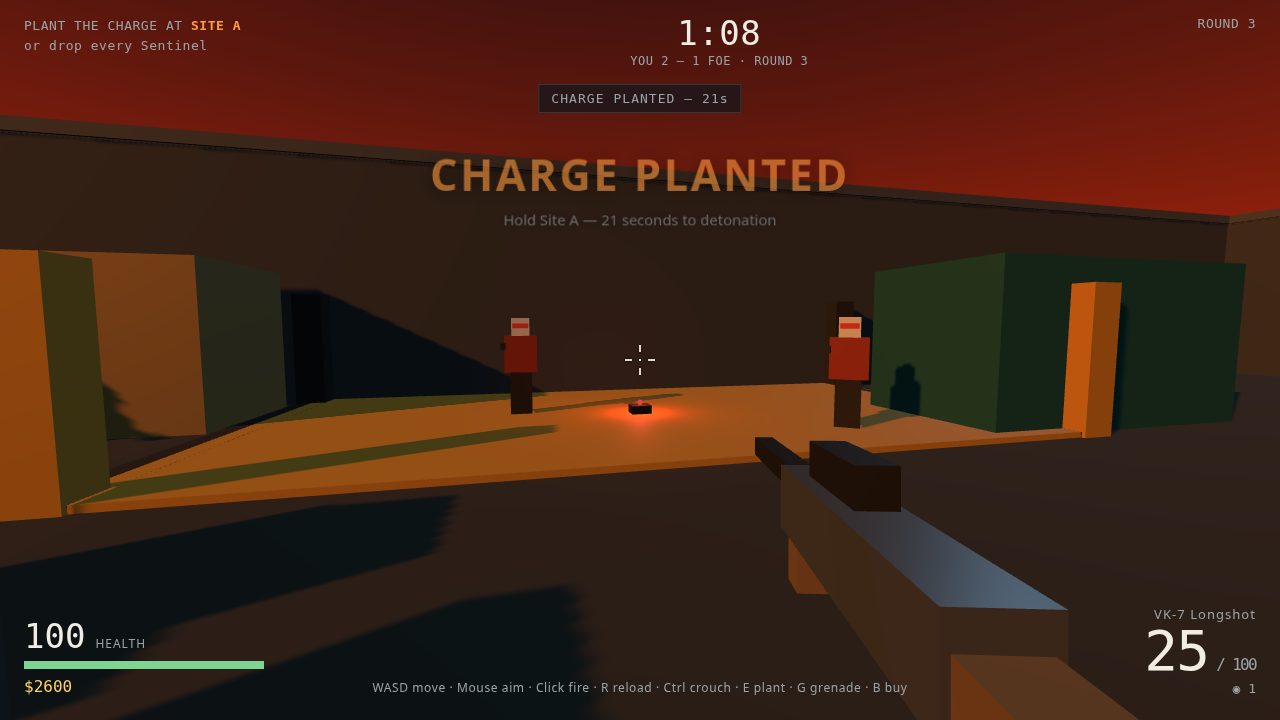 PLANT THE CHARGE AT SITE A
or drop every Sentinel
1:08
YOU 2 — 1 FOE · ROUND 3
ROUND 3
CHARGE PLANTED — 21s
CHARGE PLANTED
Hold Site A — 21 seconds to detonation
100 HEALTH
$2600
WASD move · Mouse aim · Click fire · R reload · Ctrl crouch · E plant · G grenade · B buy
VK-7 Longshot
25 / 100
◉ 1